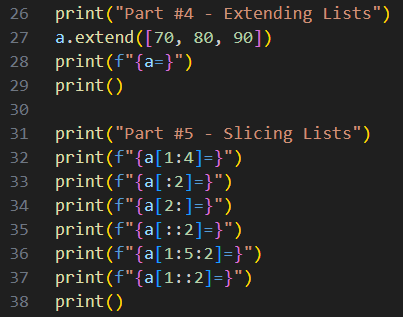 26 print("Part #4 - Extending Lists")
27 a.extend([70, 80, 90])
28 print(f"{a=}")
29 print()
30
31 print("Part #5 - Slicing Lists")
32 print(f"{a[1:4]=}")
33 print(f"{a[:2]=}")
34 print(f"{a[2:]=}")
35 print(f"{a[::2]=}")
36 print(f"{a[1:5:2]=}")
37 print(f"{a[1::2]=}")
38 print()